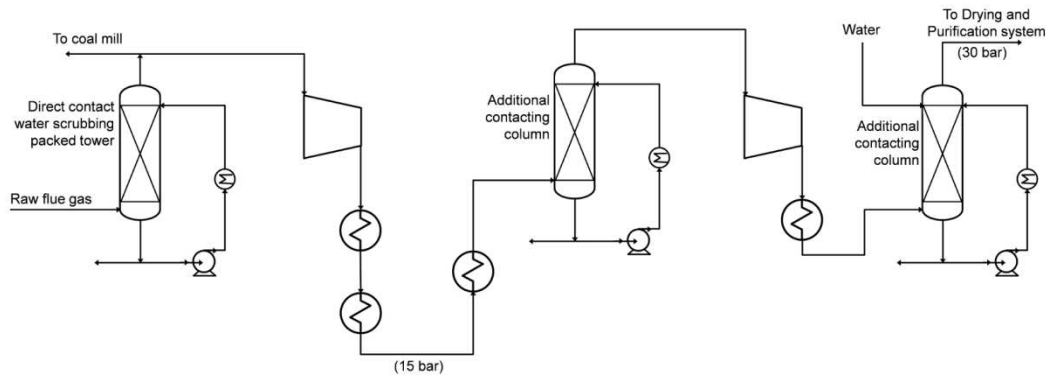 To coal mill
Direct contact
water scrubbing
packed tower
Raw flue gas
(15 bar)
Additional
contacting
column
Water
To Drying and
Purification system
(30 bar)
Additional
contacting
column